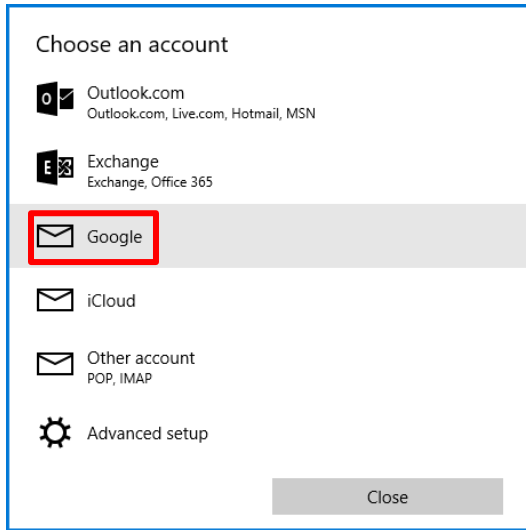 Choose an account
Outlook.com
Outlook.com, Live.com, Hotmail, MSN
Exchange
Exchange, Office 365
Google
iCloud
Other account
POP, IMAP
Advanced setup
Close